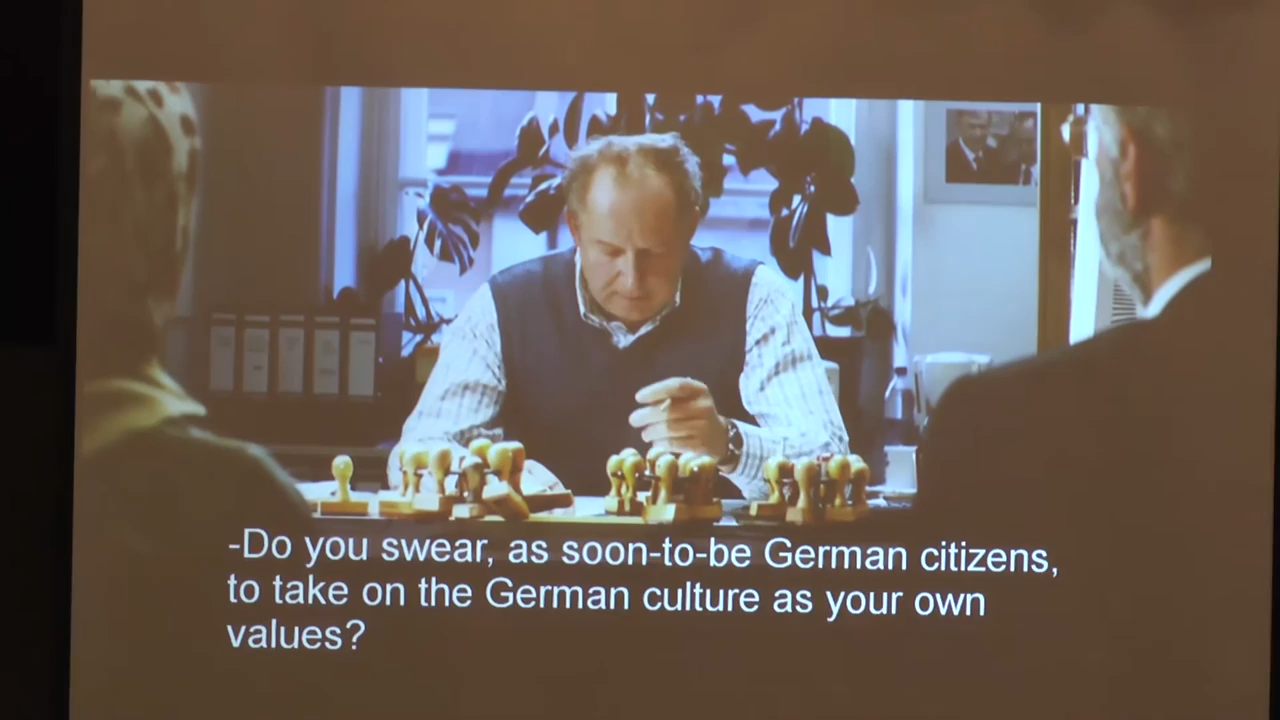 -Do you swear, as soon-to-be German citizens,
to take on the German culture as your own
values?